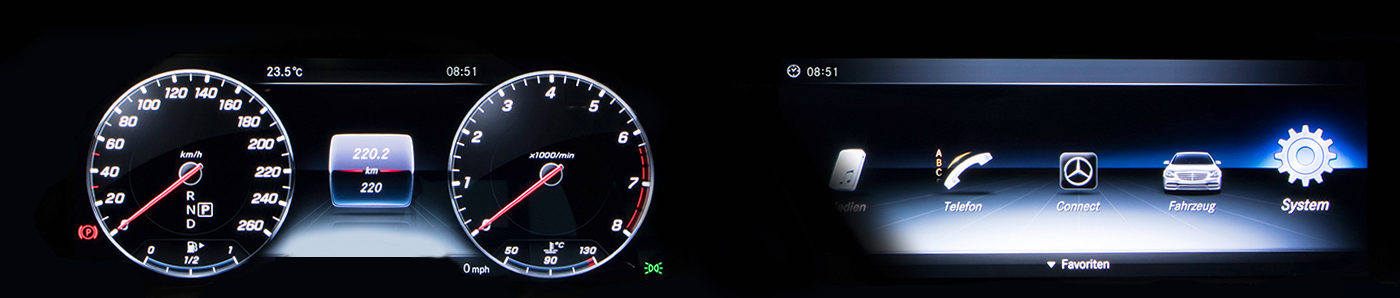 23.5°C 08:51
20
40
60
80
100
120
140
160
180
200
220
240
260
km/h
R
N P
D
0 1/2 1
(P)
220.2
km
220
1
2
3
4
5
6
7
8
x1000/min
°C
50 90 130
0 mph
08:51
A
B
C
Telefon
Connect
Fahrzeug
System
Favoriten